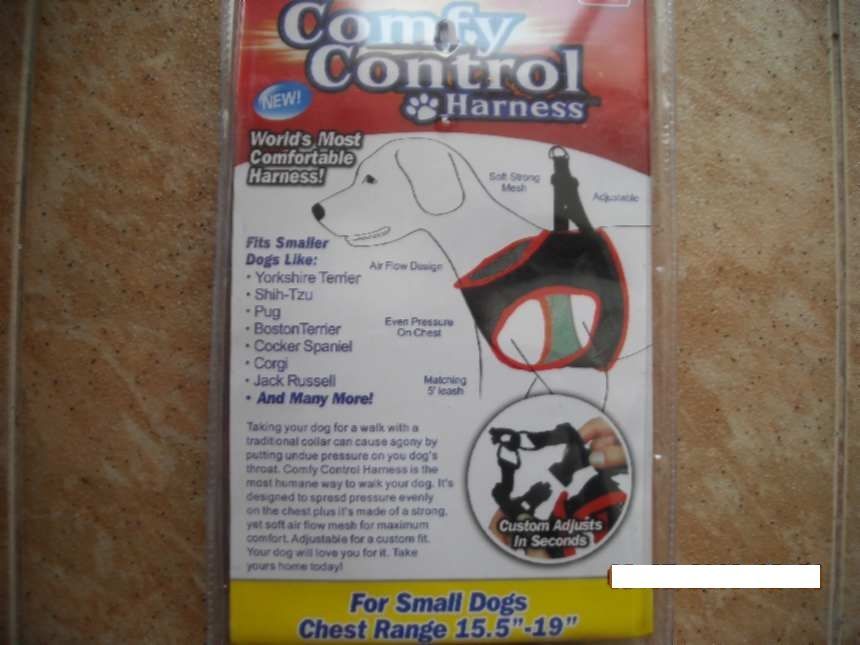 Comfy
Control
Harness
NEW!
World's Most
Comfortable
Harness!
Soft Strong
Mesh
Adjustable
Fits Smaller
Dogs Like:
• Yorkshire Terrier
• Shih-Tzu
• Pug
• BostonTerrier
• Cocker Spaniel
• Corgi
• Jack Russell
• And Many More!
Air Flow Design
Even Pressure
On Chest
Matching
5' leash
Taking your dog for a walk with a
traditional collar can cause agony by
putting undue pressure on you dog's
throat. Comfy Control Harness is the
most humane way to walk your dog. It's
designed to spresd pressure evenly
on the chest plus it's made of a strong,
yet soft air flow mesh for maximum
comfort. Adjustable for a custom fit.
Your dog will love you for it. Take
yours home today!
Custom Adjusts
In Seconds
For Small Dogs
Chest Range 15.5”-19”